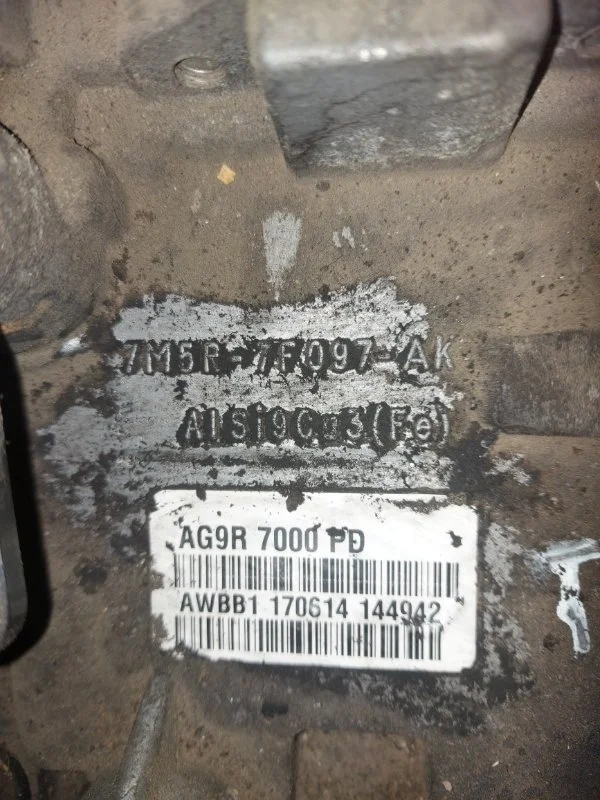 7M5R-7F097-AK
AlSi9Cu3(Fe)
AG9R 7000 PD
AWBB1 170614 144942